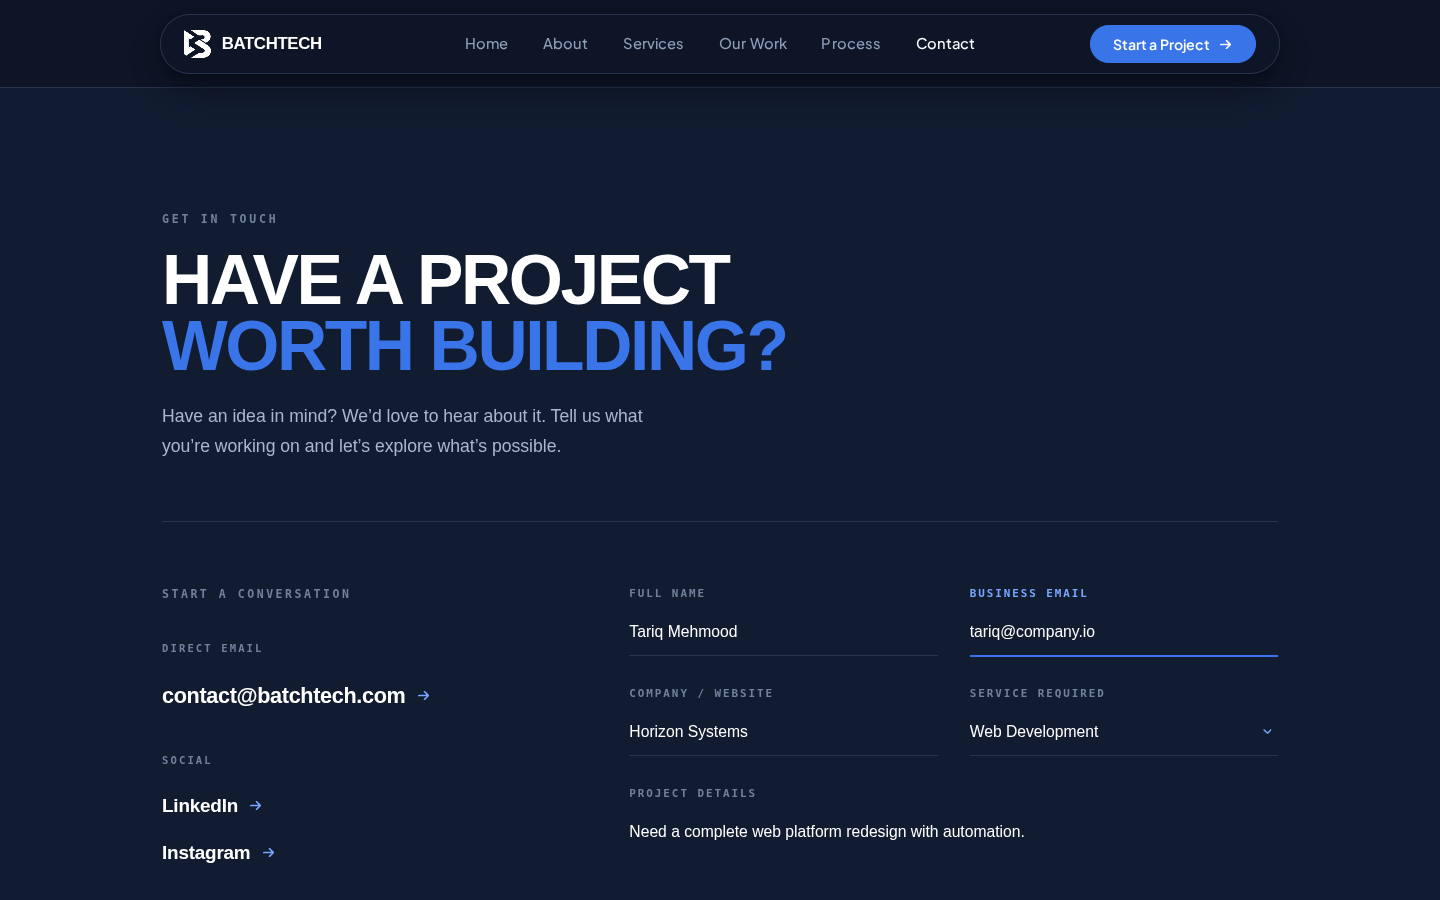 BATCHTECH
Home
About
Services
Our Work
Process
Contact
Start a Project
GET IN TOUCH
HAVE A PROJECT
WORTH BUILDING?
Have an idea in mind? We’d love to hear about it. Tell us what
you’re working on and let’s explore what’s possible.
START A CONVERSATION
DIRECT EMAIL
contact@batchtech.com
SOCIAL
LinkedIn
Instagram
FULL NAME
Tariq Mehmood
BUSINESS EMAIL
tariq@company.io
COMPANY / WEBSITE
Horizon Systems
SERVICE REQUIRED
Web Development
PROJECT DETAILS
Need a complete web platform redesign with automation.